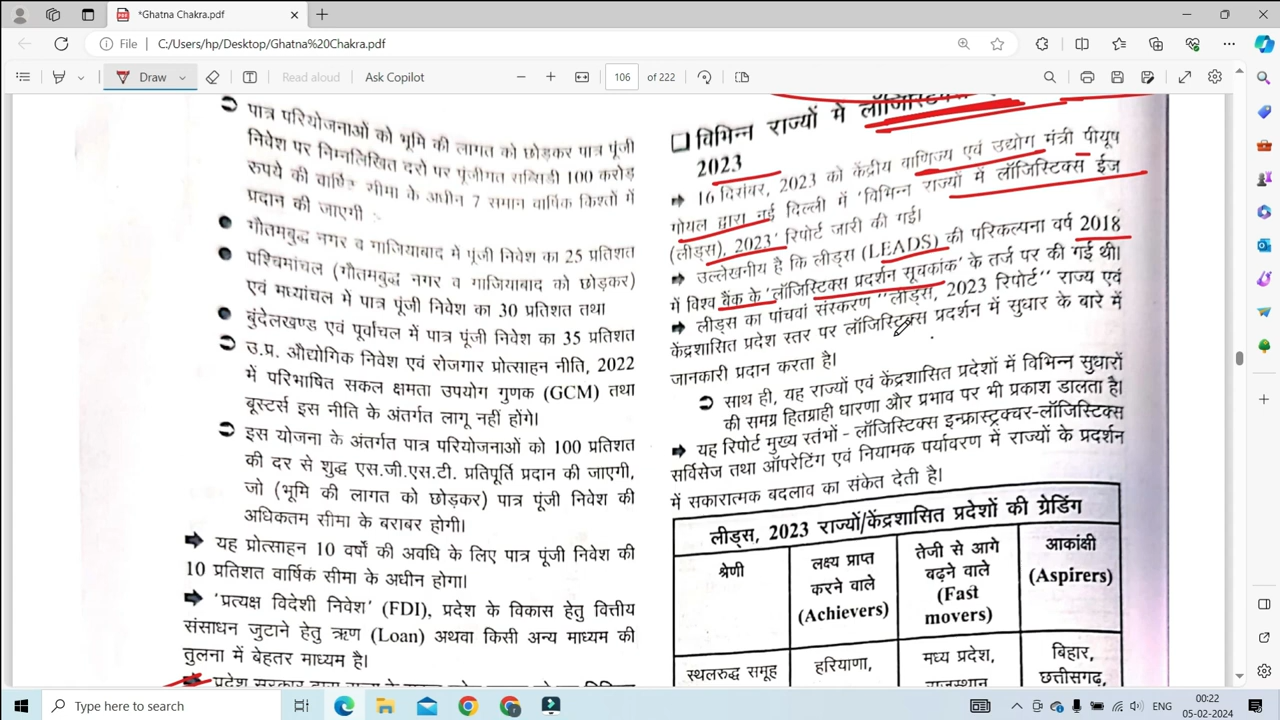 *Ghatna Chakra.pdf
File C:/Users/hp/Desktop/Ghatna%20Chakra.pdf
Draw Read aloud Ask Copilot 106 of 222
पात्र परियोजनाओं को भूमि की लागत को छोड़कर पात्र पूंजी
निवेश पर निम्नलिखित दरों पर पूंजीगत सब्सिडी 100 करोड़
रुपये की वार्षिक सीमा के अधीन 7 समान वार्षिक किश्तों में
प्रदान की जाएगी
गौतमबुद्ध नगर व गाजियाबाद में पूंजी निवेश का 25 प्रतिशत
पश्चिमांचल (गौतमबुद्ध नगर व गाजियाबाद को छोड़कर)
एवं मध्यांचल में पात्र पूंजी निवेश का 30 प्रतिशत तथा
बुंदेलखण्ड एवं पूर्वांचल में पात्र पूंजी निवेश का 35 प्रतिशत
उ.प्र. औद्योगिक निवेश एवं रोजगार प्रोत्साहन नीति, 2022
में परिभाषित सकल क्षमता उपयोग गुणक (GCM) तथा
बूस्टर्स इस नीति के अंतर्गत लागू नहीं होंगे।
इस योजना के अंतर्गत पात्र परियोजनाओं को 100 प्रतिशत
की दर से शुद्ध एस.जी.एस.टी. प्रतिपूर्ति प्रदान की जाएगी,
जो (भूमि की लागत को छोड़कर) पात्र पूंजी निवेश की
अधिकतम सीमा के बराबर होगी।
यह प्रोत्साहन 10 वर्षों की अवधि के लिए पात्र पूंजी निवेश की
10 प्रतिशत वार्षिक सीमा के अधीन होगा।
'प्रत्यक्ष विदेशी निवेश' (FDI), प्रदेश के विकास हेतु वित्तीय
संसाधन जुटाने हेतु ऋण (Loan) अथवा किसी अन्य माध्यम की
तुलना में बेहतर माध्यम है।
प्रदेश सरकार द्वारा
विभिन्न राज्यों में लॉजिस्टिक्स
2023
16 दिसंबर, 2023 को केंद्रीय वाणिज्य एवं उद्योग मंत्री पीयूष
गोयल द्वारा नई दिल्ली में 'विभिन्न राज्यों में लॉजिस्टिक्स ईज
(लीड्स), 2023' रिपोर्ट जारी की गई।
उल्लेखनीय है कि लीड्स (LEADS) की परिकल्पना वर्ष 2018
में विश्व बैंक के 'लॉजिस्टिक्स प्रदर्शन सूचकांक' के तर्ज पर की गई थी।
लीड्स का पांचवां संस्करण "लीड्स, 2023 रिपोर्ट" राज्य एवं
केंद्रशासित प्रदेश स्तर पर लॉजिस्टिक्स प्रदर्शन में सुधार के बारे में
जानकारी प्रदान करता है।
साथ ही, यह राज्यों एवं केंद्रशासित प्रदेशों में विभिन्न सुधारों
की समग्र हितग्राही धारणा और प्रभाव पर भी प्रकाश डालता है।
यह रिपोर्ट मुख्य स्तंभों - लॉजिस्टिक्स इन्फ्रास्ट्रक्चर-लॉजिस्टिक्स
सर्विसेज तथा ऑपरेटिंग एवं नियामक पर्यावरण में राज्यों के प्रदर्शन
में सकारात्मक बदलाव का संकेत देती है।
लीड्स, 2023 राज्यों/केंद्रशासित प्रदेशों की ग्रेडिंग
श्रेणी
लक्ष्य प्राप्त
करने वाले
(Achievers)
तेजी से आगे
बढ़ने वाले
(Fast
movers)
आकांक्षी
(Aspirers)
स्थलरुद्ध समूह
हरियाणा,
मध्य प्रदेश,
राजस्थान
बिहार,
छत्तीसगढ़,
Type here to search
ENG
00:22
05-02-2024